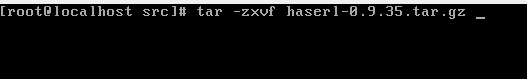 [root@localhost src]# tar -zxvf haserl-0.9.35.tar.gz _